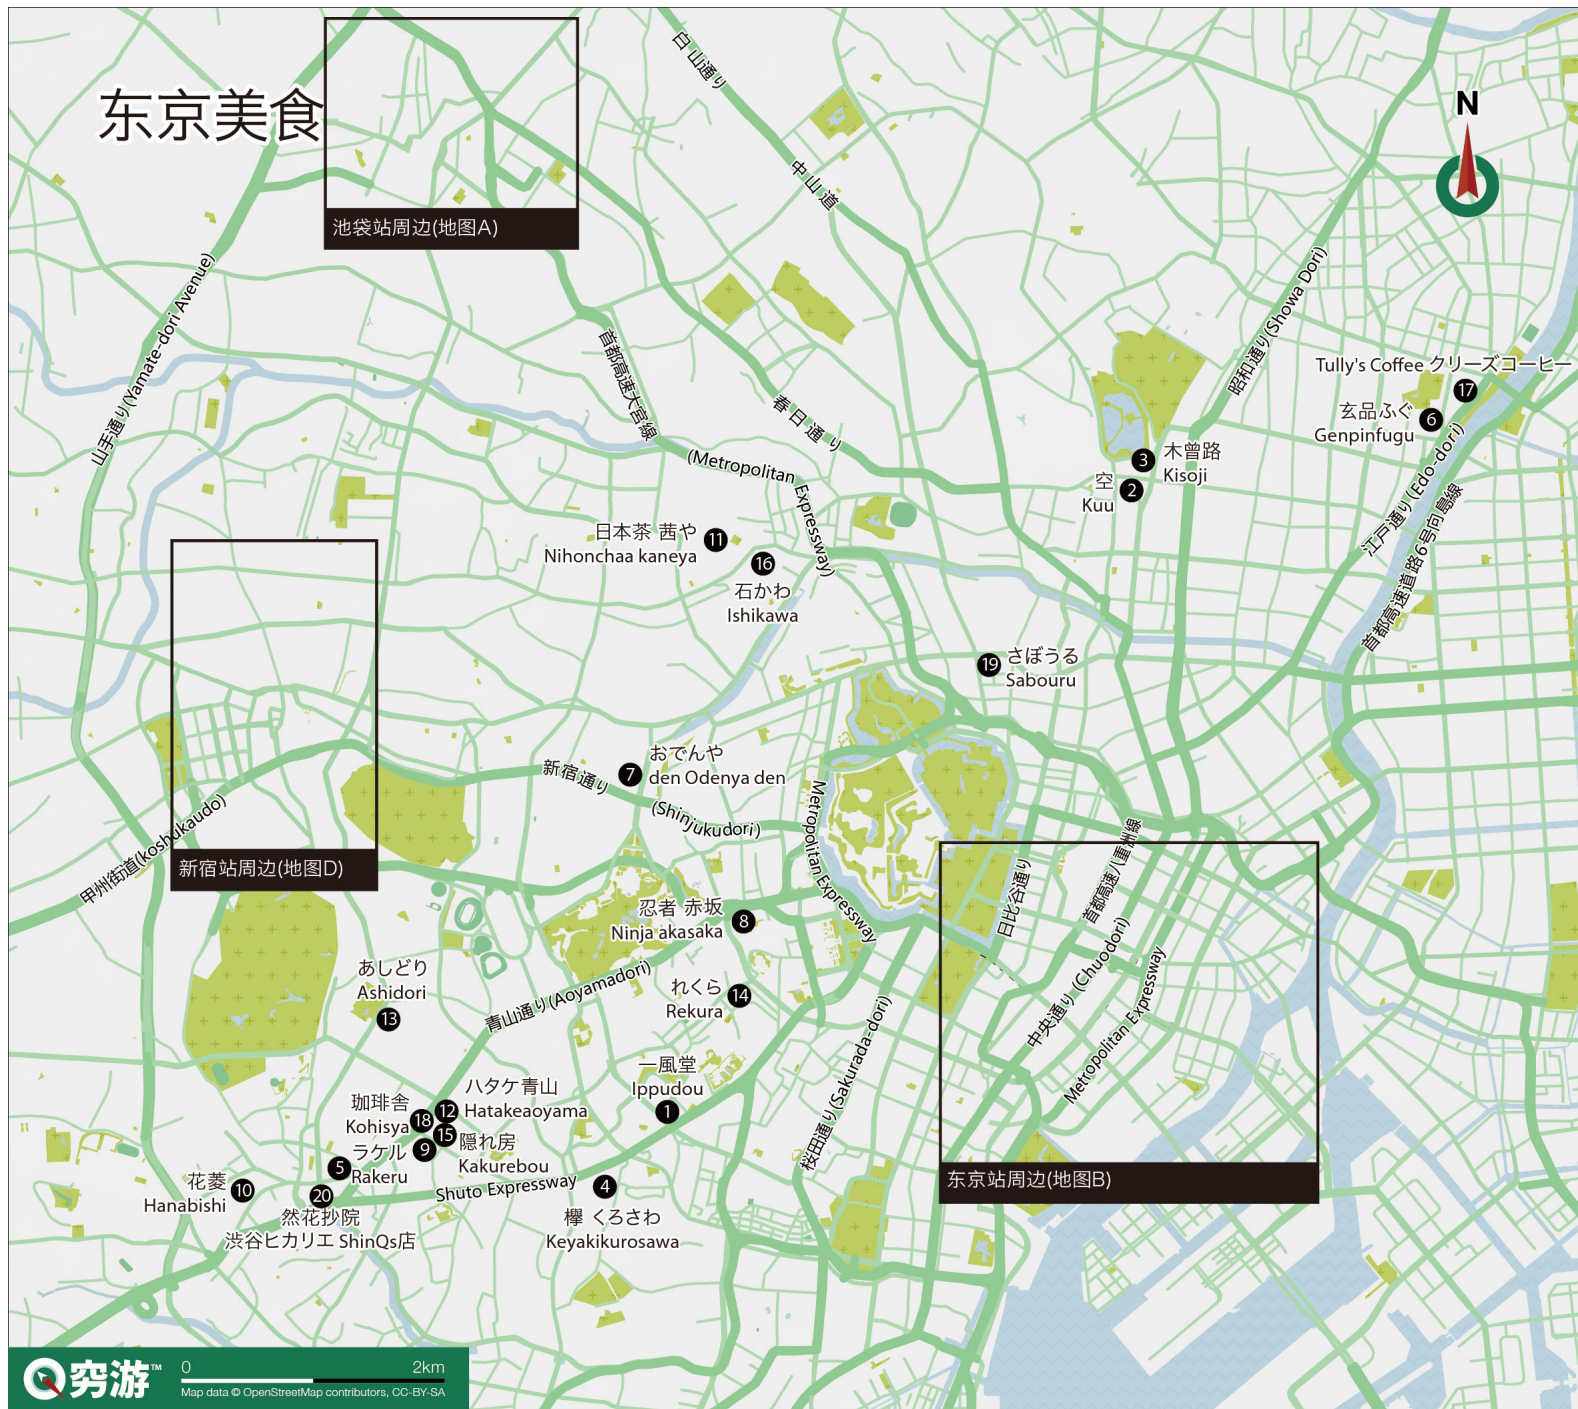 东京美食
N
池袋站周边(地图A)
白山通り
中山道
山手通り(Yamate-dori Avenue)
首都高速大宮線
(Metropolitan Expressway)
春日通り
昭和通り(Showa Dori)
Tully's Coffee クリーズコーヒー
17
玄品ふぐ
6
Genpinfugu
江戸通り(Edo-dori)
首都高速道路6号向島線
3
木曾路
Kisoji
空
2
Kuu
日本茶 茜や
11
Nihonchaa kaneya
16
石かわ
Ishikawa
19
さぼうる
Sabouru
おでんや
7
den Odenya den
新宿通り
(Shinjukudori)
甲州街道(koshukaudo)
新宿站周边(地图D)
Metropolitan Expressway
忍者 赤坂
8
Ninja akasaka
日比谷通り
首都高速八重洲線
中央通り(Chuodori)
Metropolitan Expressway
东京站周边(地图B)
あしどり
Ashidori
13
青山通り(Aoyamadori)
れくら
14
Rekura
桜田通り(Sakurada-dori)
一風堂
Ippudou
1
ハタケ青山
12
Hatakeaoyama
珈琲舎
18
Kohisya
15
隠れ房
Kakurebou
9
ラケル
5
Rakeru
花菱
10
Hanabishi
20
然花抄院
渋谷ヒカリエ ShinQs店
Shuto Expressway
4
欅 くろさわ
Keyakikurosawa
穷游™
0
2km
Map data © OpenStreetMap contributors, CC-BY-SA